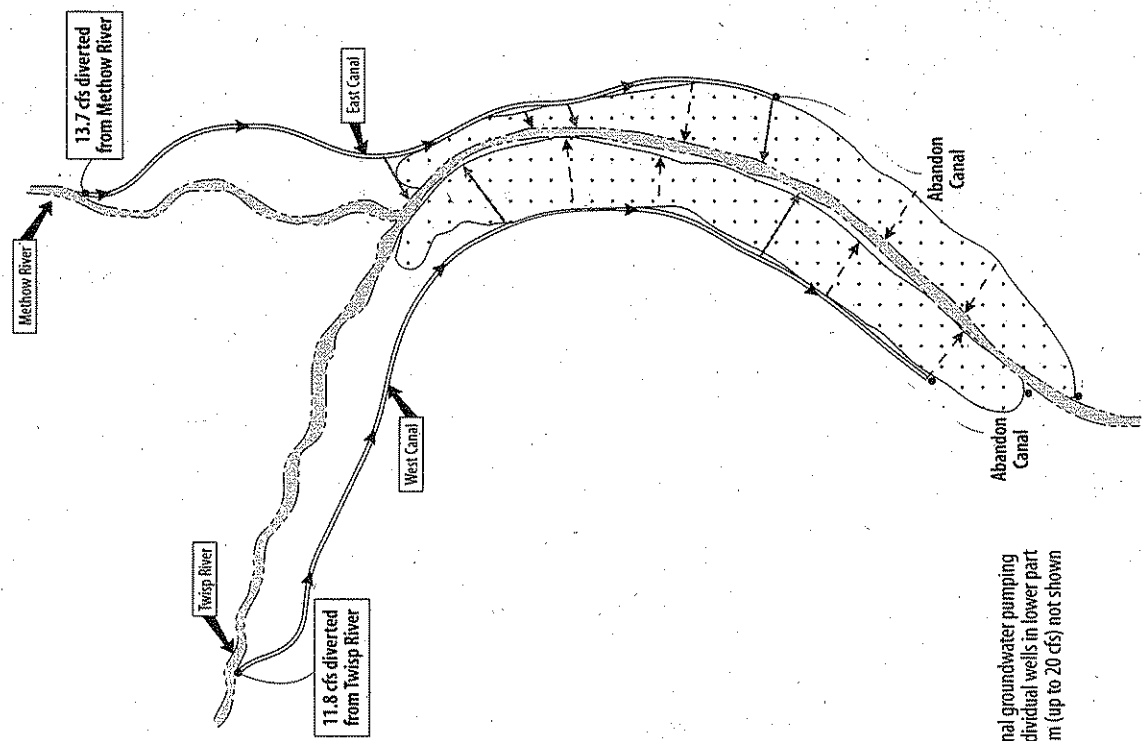 Methow River
13.7 cfs diverted
from Methow River
East Canal
Twisp River
11.8 cfs diverted
from Twisp River
West Canal
Abandon
Canal
Abandon
Canal
nal groundwater pumping
dividual wells in lower part
m (up to 20 cfs) not shown